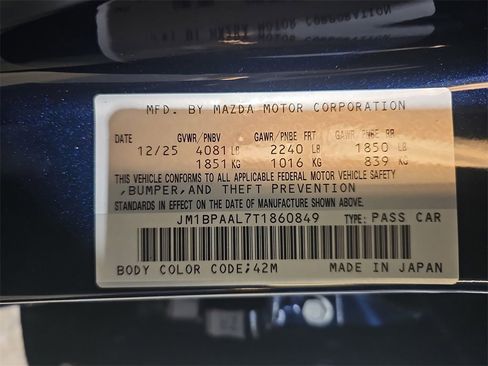 MFD. BY MAZDA MOTOR CORPORATION
DATE GVWR/PNBV GAWR/PNBE FRT GAWR/PNBE RR
12/25 4081 LB 2240 LB 1850 LB
1851 KG 1016 KG 839 KG
THIS VEHICLE CONFORMS TO ALL APPLICABLE FEDERAL MOTOR VEHICLE SAFETY
,BUMPER,AND THEFT PREVENTION
STANDARDS IN EFFECT ON THE DATE OF MANUFACTURE SHOWN ABOVE.
JM1BPAAL7T1860849 TYPE: PASS CAR
BODY COLOR CODE;42M MADE IN JAPAN